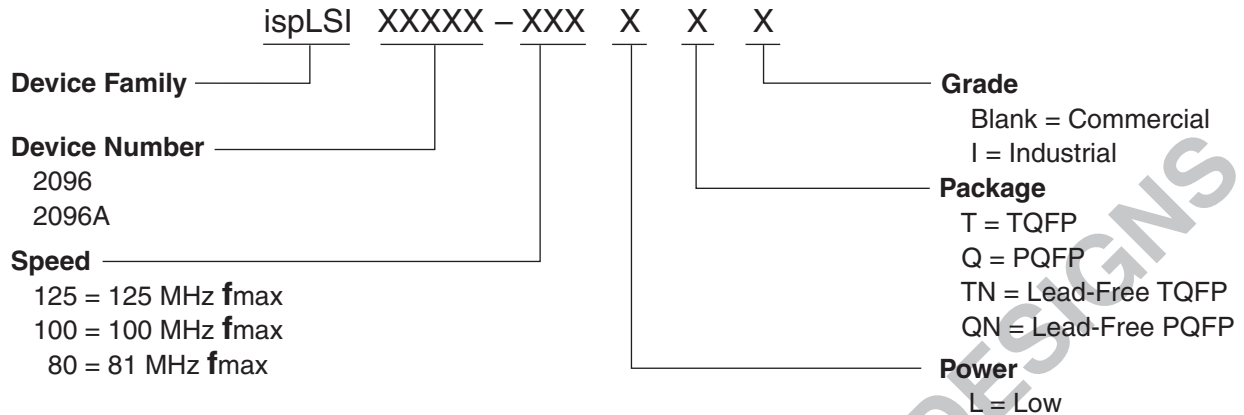 ispLSI XXXXX – XXX X X X
Device Family
Device Number
2096
2096A
Speed
125 = 125 MHz fmax
100 = 100 MHz fmax
80 = 81 MHz fmax
Grade
Blank = Commercial
I = Industrial
Package
T = TQFP
Q = PQFP
TN = Lead-Free TQFP
QN = Lead-Free PQFP
Power
L = Low
DESIGNS